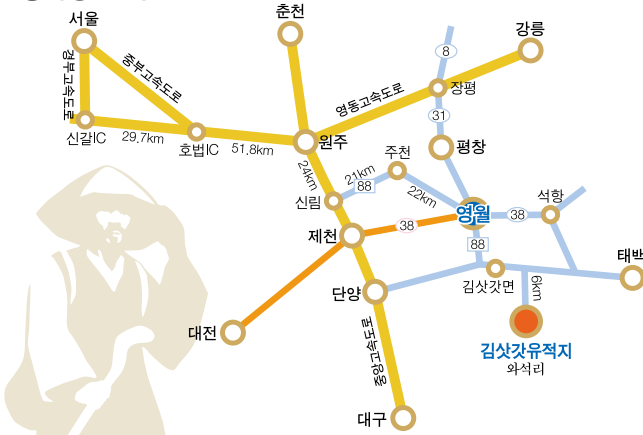 서울
춘천
강릉
8
경부고속도로
중부고속도로
영동고속도로
장평
31
신갈IC
29.7km
호법IC
51.8km
원주
평창
주천
24km
21km
88
22km
신림
영월
38
석항
제천
38
88
태백
김삿갓면
단양
6km
대전
중앙고속도로
김삿갓유적지
와석리
대구